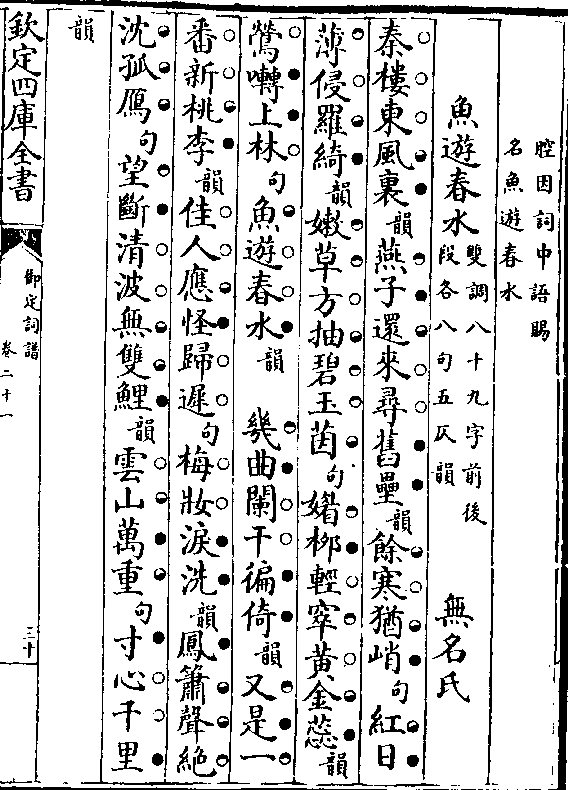 腔因詞中語賜
名魚遊春水
魚遊春水 雙調八十九字前後
段各八句五仄韻 無名氏
秦樓東風裏韻燕子還來尋舊壘韻餘寒猶峭句紅日
薄侵羅綺韻嫩草方抽碧玉茵句媚柳輕窣黃金蕊韻
鶯囀上林句魚遊春水韻 幾曲闌干徧倚韻又是一
番新桃李韻佳人應怪歸遲句梅妝淚洗韻鳳簫聲絶
沈孤鴈句望斷清波無雙鯉韻雲山萬重句寸心千里
韻
欽定四庫全書
御定詞譜
卷二十一
三十